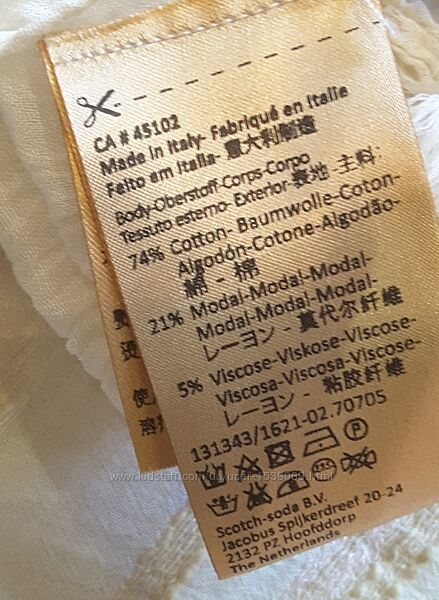 CA # 45102
Made in Italy- Fabriqué en Italie
Feito em Italia- 意大利制造
Body-Oberstoff-Corps-Corpo
Tessuto esterno- Exterior-表地 - 主料:
74% Cotton- Baumwolle-Coton-
Algodón-Cotone-Algodão-
綿 - 棉
21% Modal-Modal-Modal-
Modal-Modal-Modal-
レーヨン - 莫代尔纤维
5% Viscose-Viskose-Viscose-
Viscosa-Viscosa-Viscose-
レーヨン - 粘胶纤维
131343/1621-02.70705
Scotch-soda B.V.
Jacobus Spijkerdreef 20-24
2132 PZ Hoofddorp
The Netherlands
使